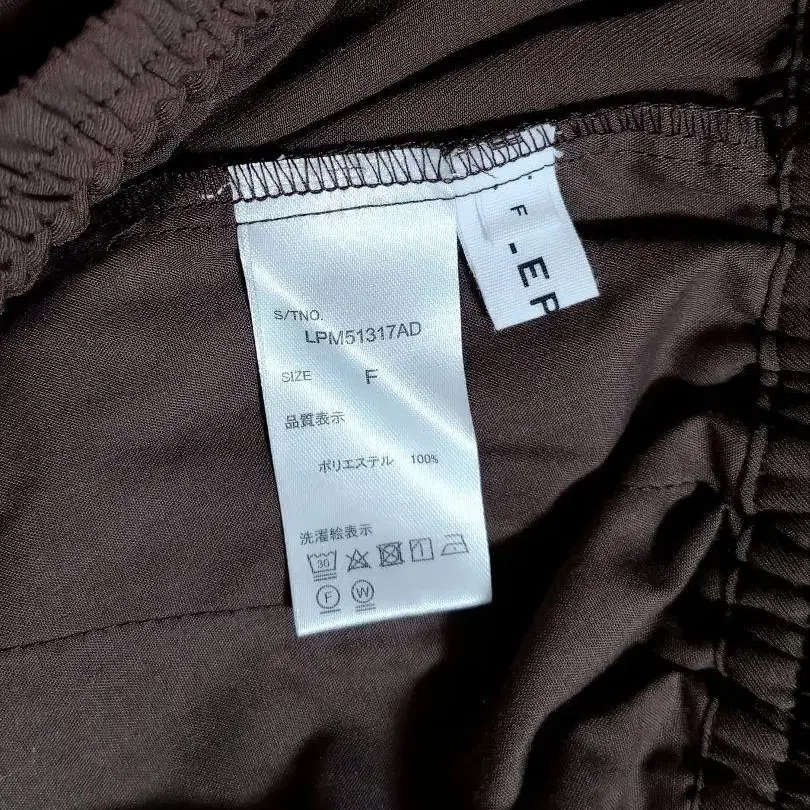 S/TNO.
LPM51317AD
SIZE F
品質表示
ポリエステル 100%
洗濯絵表示
30
F W
F
-EP